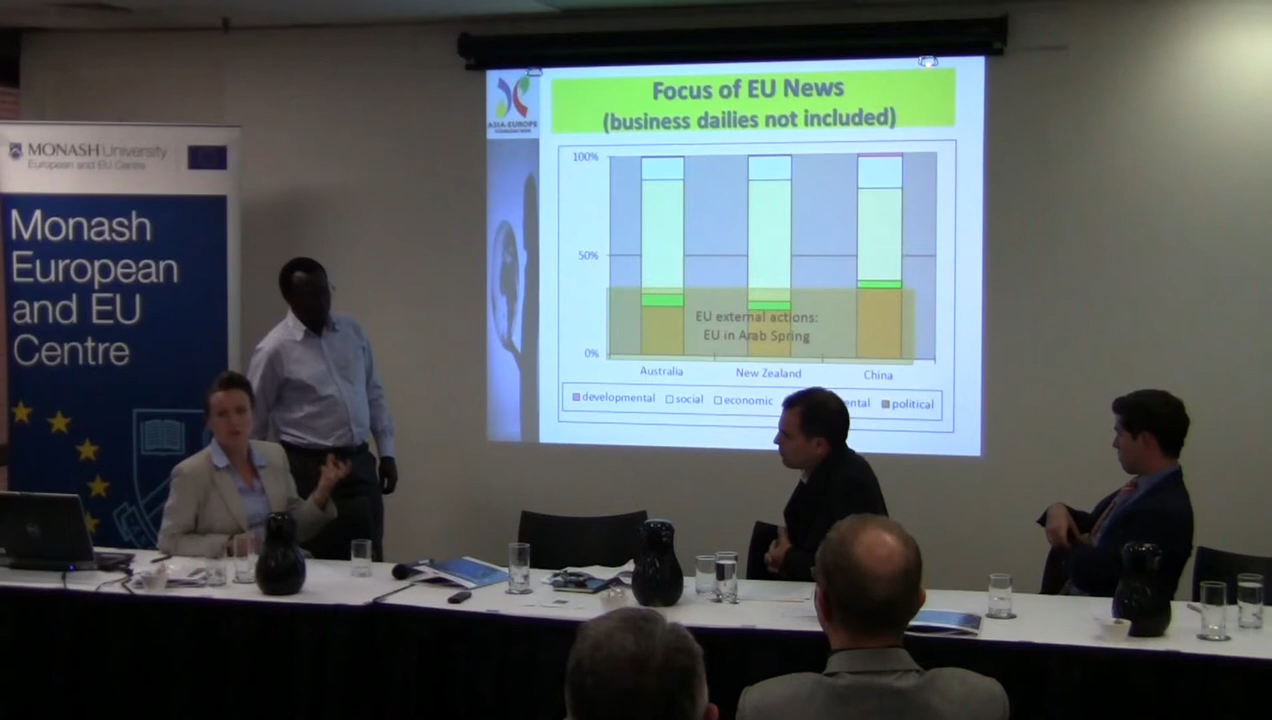 MONASH University
European and EU Centre
Monash
European
and EU
Centre
ASIA-EUROPE
Focus of EU News
(business dailies not included)
100%
50%
0%
EU external actions:
EU in Arab Spring
Australia
New Zealand
China
developmental
social
economic
ental
political